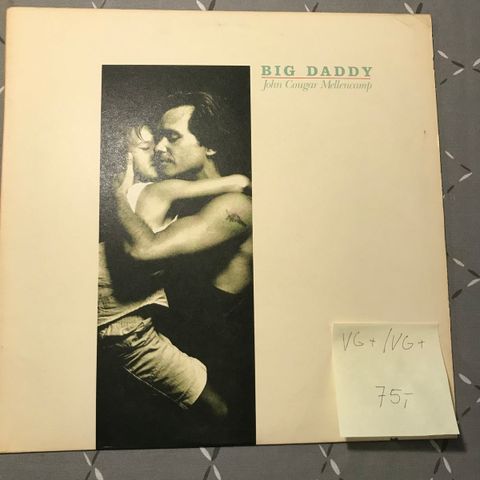 BIG DADDY
John Cougar Mellencamp
VG+/VG+
75,-